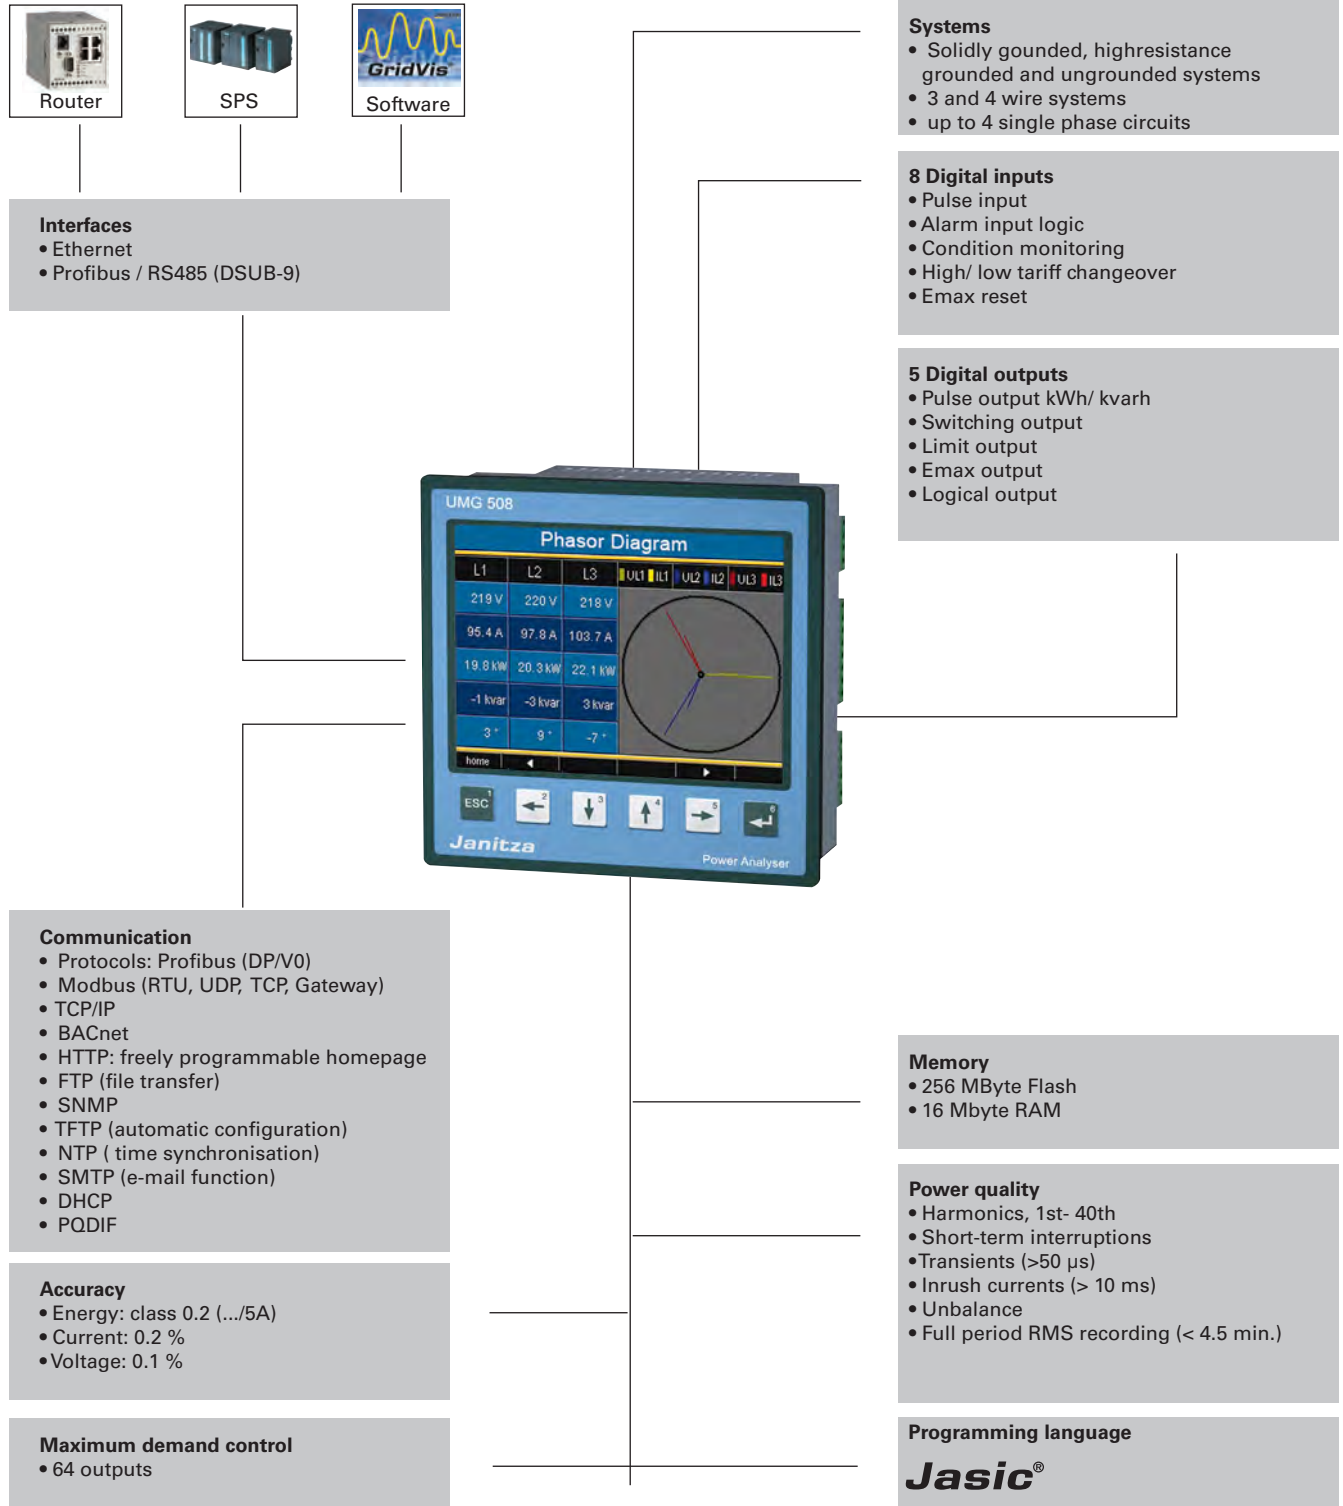 Router
SPS
GridVis®
Software
Interfaces
• Ethernet
• Profibus / RS485 (DSUB-9)
Systems
• Solidly gounded, highresistance
grounded and ungrounded systems
• 3 and 4 wire systems
• up to 4 single phase circuits
8 Digital inputs
• Pulse input
• Alarm input logic
• Condition monitoring
• High/ low tariff changeover
• Emax reset
5 Digital outputs
• Pulse output kWh/ kvarh
• Switching output
• Limit output
• Emax output
• Logical output
UMG 508
Phasor Diagram
L1 L2 L3 UL1 IL1 UL2 IL2 UL3 IL3
219 V 220 V 218 V
95.4 A 97.8 A 103.7 A
19.8 kW 20.3 kW 22.1 kW
-1 kvar -3 kvar 3 kvar
3 ° 9 ° -7 °
home
ESC 1 2 3 4 5 6
Janitza
Power Analyser
Communication
• Protocols: Profibus (DP/V0)
• Modbus (RTU, UDP, TCP, Gateway)
• TCP/IP
• BACnet
• HTTP: freely programmable homepage
• FTP (file transfer)
• SNMP
• TFTP (automatic configuration)
• NTP ( time synchronisation)
• SMTP (e-mail function)
• DHCP
• PQDIF
Accuracy
• Energy: class 0.2 (.../5A)
• Current: 0.2 %
• Voltage: 0.1 %
Maximum demand control
• 64 outputs
Memory
• 256 MByte Flash
• 16 Mbyte RAM
Power quality
• Harmonics, 1st- 40th
• Short-term interruptions
• Transients (>50 µs)
• Inrush currents (> 10 ms)
• Unbalance
• Full period RMS recording (< 4.5 min.)
Programming language
Jasic®